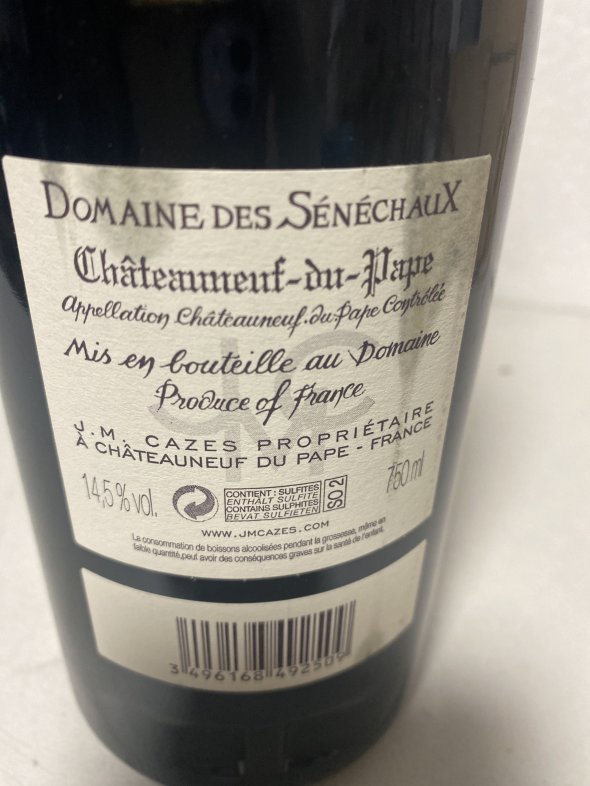 DOMAINE DES SÉNÉCHAUX
Châteauneuf-du-Pape
Appellation Châteauneuf-du-Pape Contrôlée
Mis en bouteille au Domaine
Produce of France
J.M. CAZES PROPRIÉTAIRE
À CHÂTEAUNEUF DU PAPE - FRANCE
14,5 % vol.
CONTIENT : SULFITES
ENTHÄLT SULFITE
CONTAINS SULPHITES
BEVAT SULFIETEN
SO2
750 ml
WWW.JMCAZES.COM
La consommation de boissons alcoolisées pendant la grossesse, même en
faible quantité,peut avoir des conséquences graves sur la santé de l'enfant.
3 496168 492509